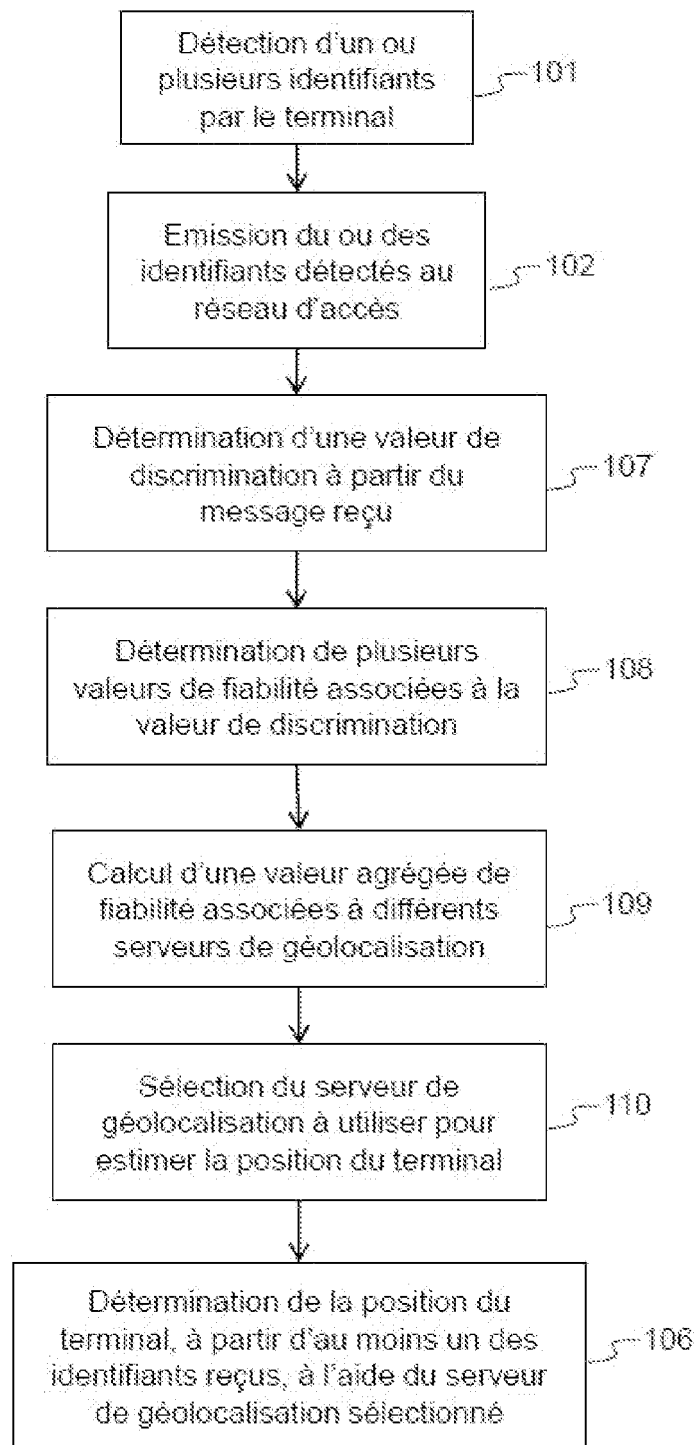 Détection d'un ou
plusieurs identifiants
par le terminal
101
Emission du ou des
identifiants détectés au
réseau d'accès
102
Détermination d'une valeur de
discrimination à partir du
message reçu
107
Détermination de plusieurs
valeurs de fiabilité associées à la
valeur de discrimination
108
Calcul d'une valeur agrégée de
fiabilité associées à différents
serveurs de géolocalisation
109
Sélection du serveur de
géolocalisation à utiliser pour
estimer la position du terminal
110
Détermination de la position du
terminal, à partir d'au moins un des
identifiants reçus, à l'aide du serveur
de géolocalisation sélectionné
106